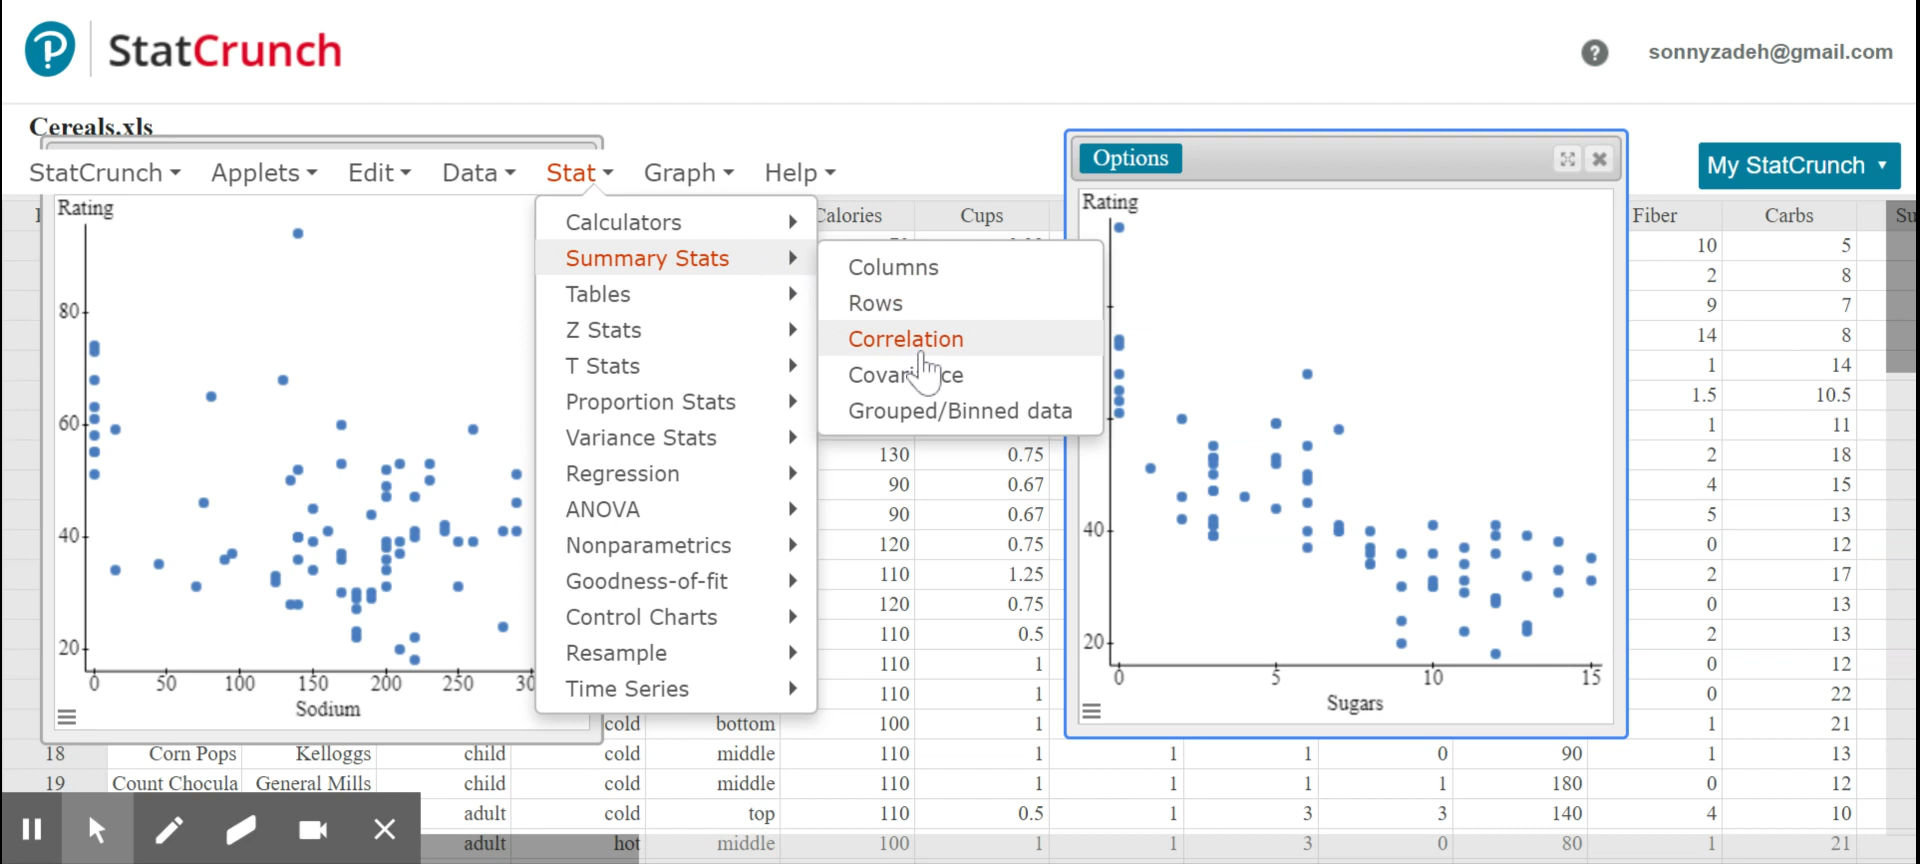 StatCrunch
? sonnyzadeh@gmail.com
Cereals.xls
StatCrunch Applets Edit Data Stat Graph Help
Options
My StatCrunch
Calories Cups Fiber Carbs Su
Rating
80
60
40
20
0 50 100 150 200 250 30
Sodium
Calculators
Summary Stats
Tables
Z Stats
T Stats
Proportion Stats
Variance Stats
Regression
ANOVA
Nonparametrics
Goodness-of-fit
Control Charts
Resample
Time Series
Columns
Rows
Correlation
Grouped/Binned data
Rating
40
20
0 5 10 15
Sugars
10 5
2 8
9 7
14 8
1 14
1.5 10.5
1 11
130 0.75 2 18
90 0.67 4 15
90 0.67 5 13
120 0.75 0 12
110 1.25 2 17
120 0.75 0 13
110 0.5 2 13
110 1 0 12
110 1 0 22
cold bottom 100 1 1 21
18 Corn Pops Kelloggs child cold middle 110 1 1 1 0 90 1 13
19 Count Chocula General Mills child cold middle 110 1 1 1 1 180 0 12
adult cold top 110 0.5 1 3 3 140 4 10
adult hot middle 100 1 1 3 0 80 1 21